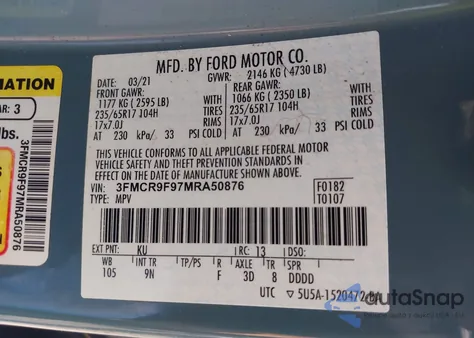 MFD. BY FORD MOTOR CO.
03/21 GVWR: 2146 KG ( 4730 LB)
FRONT GAWR: REAR GAWR:
1177 KG ( 2595 LB) 1066 KG ( 2350 LB)
235/65R17 104H TIRES 235/65R17 104H TIRES
17x7.0J RIMS 17x7.0J RIMS
AT 230 kPa/ 33 PSI COLD AT 230 kPa/ 33 PSI COLD
THIS VEHICLE CONFORMS TO ALL APPLICABLE FEDERAL MOTOR
VEHICLE SAFETY AND THEFT PREVENTION STANDARDS IN
EFFECT ON THE DATE OF MANUFACTURE SHOWN ABOVE.
VIN: 3FMCR9F97MRA50876 F0182
TYPE: MPV T0107
EXT PNT: KU RC: 13 DSO:
WB INT TR TP/PS R AXLE TR SPR
105 9N F 3D 8 DDDD
UTC 5U5A-1520472
MATION
AR: 3
lbs.
3FMCR9F97MRA50876
autoSnap